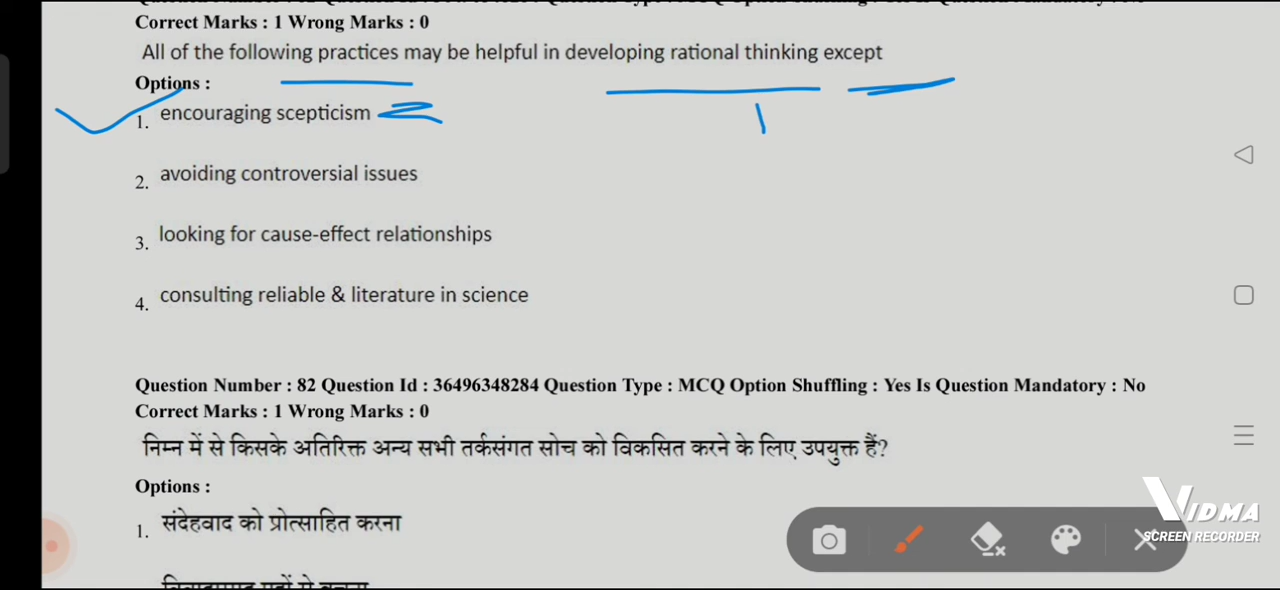 Correct Marks : 1 Wrong Marks : 0
All of the following practices may be helpful in developing rational thinking except
Options :
1. encouraging scepticism
2. avoiding controversial issues
3. looking for cause-effect relationships
4. consulting reliable & literature in science
Question Number : 82 Question Id : 36496348284 Question Type : MCQ Option Shuffling : Yes Is Question Mandatory : No
Correct Marks : 1 Wrong Marks : 0
निम्न में से किसके अतिरिक्त अन्य सभी तर्कसंगत सोच को विकसित करने के लिए उपयुक्त हैं?
Options :
1. संदेहवाद को प्रोत्साहित करना
VIDMA
SCREEN RECORDER